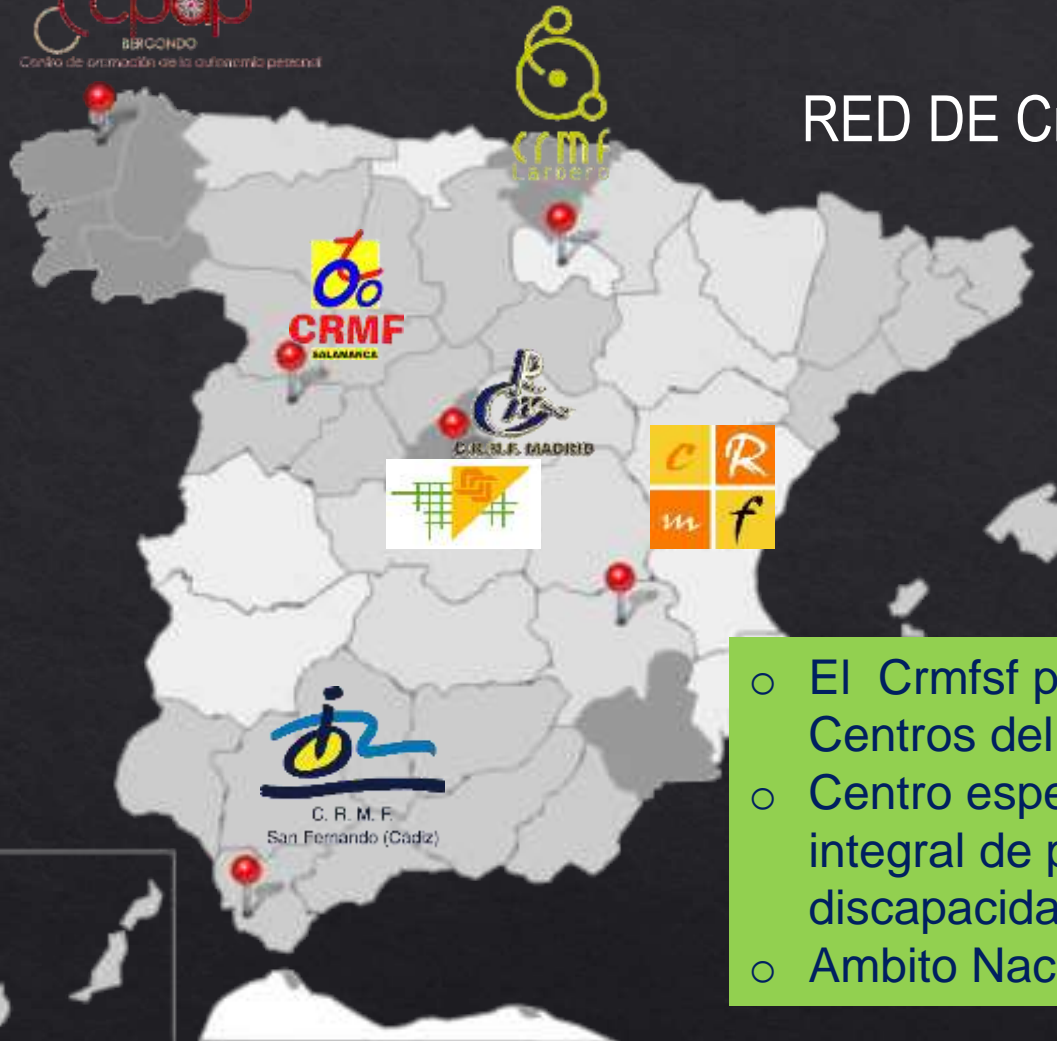 BERGONDO
Centro de promoción de la autonomía personal
RED DE C
crmf
Lardero
CRMF
SALAMANCA
C.R.M.F. MADRID
c R
m f
C. R. M. F.
San Fernando (Cádiz)
o El Crmfsf p
Centros del
o Centro espe
integral de p
discapacida
o Ambito Nac